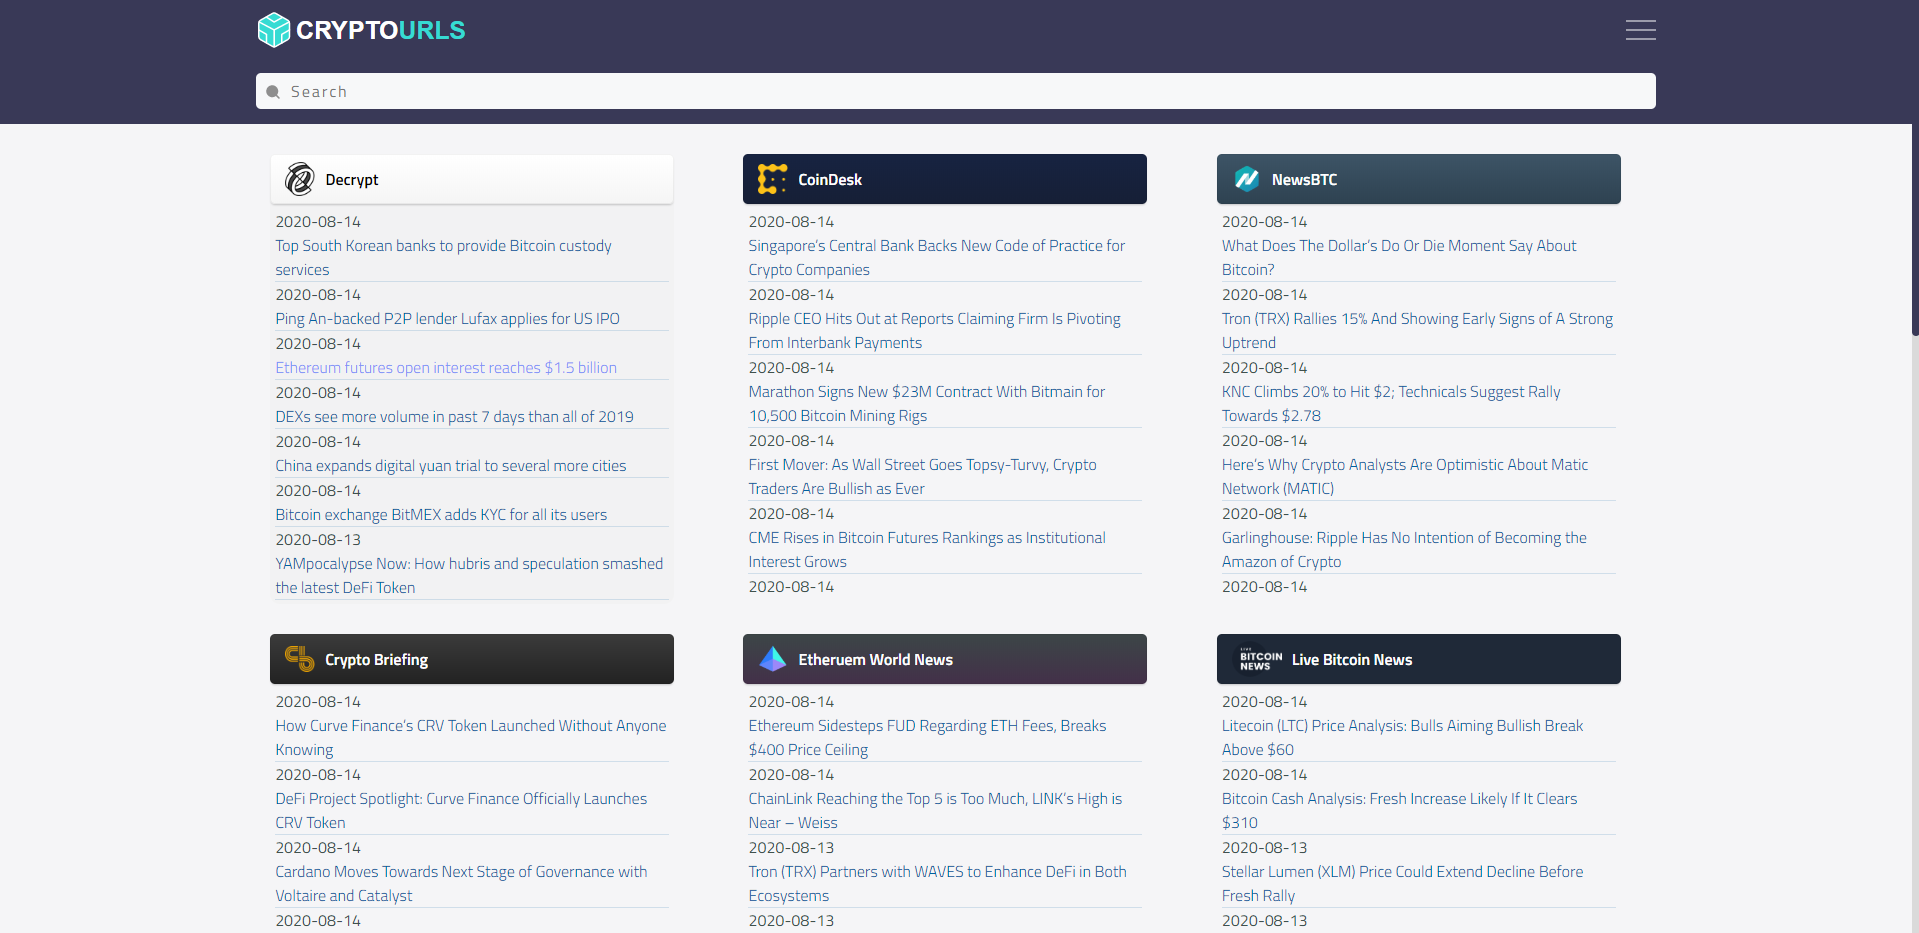 CRYPTOURLS
Search
Decrypt
2020-08-14
Top South Korean banks to provide Bitcoin custody
services
2020-08-14
Ping An-backed P2P lender Lufax applies for US IPO
2020-08-14
Ethereum futures open interest reaches $1.5 billion
2020-08-14
DEXs see more volume in past 7 days than all of 2019
2020-08-14
China expands digital yuan trial to several more cities
2020-08-14
Bitcoin exchange BitMEX adds KYC for all its users
2020-08-13
YAMpocalypse Now: How hubris and speculation smashed
the latest DeFi Token
CoinDesk
2020-08-14
Singapore’s Central Bank Backs New Code of Practice for
Crypto Companies
2020-08-14
Ripple CEO Hits Out at Reports Claiming Firm Is Pivoting
From Interbank Payments
2020-08-14
Marathon Signs New $23M Contract With Bitmain for
10,500 Bitcoin Mining Rigs
2020-08-14
First Mover: As Wall Street Goes Topsy-Turvy, Crypto
Traders Are Bullish as Ever
2020-08-14
CME Rises in Bitcoin Futures Rankings as Institutional
Interest Grows
2020-08-14
NewsBTC
2020-08-14
What Does The Dollar’s Do Or Die Moment Say About
Bitcoin?
2020-08-14
Tron (TRX) Rallies 15% And Showing Early Signs of A Strong
Uptrend
2020-08-14
KNC Climbs 20% to Hit $2; Technicals Suggest Rally
Towards $2.78
2020-08-14
Here’s Why Crypto Analysts Are Optimistic About Matic
Network (MATIC)
2020-08-14
Garlinghouse: Ripple Has No Intention of Becoming the
Amazon of Crypto
2020-08-14
Crypto Briefing
2020-08-14
How Curve Finance’s CRV Token Launched Without Anyone
Knowing
2020-08-14
DeFi Project Spotlight: Curve Finance Officially Launches
CRV Token
2020-08-14
Cardano Moves Towards Next Stage of Governance with
Voltaire and Catalyst
2020-08-14
Etheruem World News
2020-08-14
Ethereum Sidesteps FUD Regarding ETH Fees, Breaks
$400 Price Ceiling
2020-08-14
ChainLink Reaching the Top 5 is Too Much, LINK’s High is
Near – Weiss
2020-08-13
Tron (TRX) Partners with WAVES to Enhance DeFi in Both
Ecosystems
2020-08-13
LIVE
BITCOIN
NEWS
Live Bitcoin News
2020-08-14
Litecoin (LTC) Price Analysis: Bulls Aiming Bullish Break
Above $60
2020-08-14
Bitcoin Cash Analysis: Fresh Increase Likely If It Clears
$310
2020-08-13
Stellar Lumen (XLM) Price Could Extend Decline Before
Fresh Rally
2020-08-13